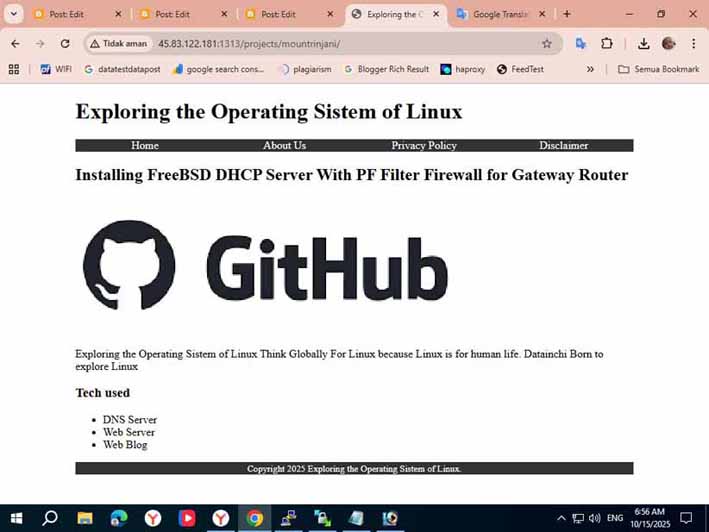 Post: Edit
Post: Edit
Post: Edit
Exploring the O
Google Transla
Tidak aman
45.83.122.181:1313/projects/mountrinjani/
WIFI
datatestdatapost
google search cons...
plagiarism
Blogger Rich Result
haproxy
FeedTest
Semua Bookmark
Exploring the Operating Sistem of Linux
Home About Us Privacy Policy Disclaimer
Installing FreeBSD DHCP Server With PF Filter Firewall for Gateway Router
GitHub
Exploring the Operating Sistem of Linux Think Globally For Linux because Linux is for human life. Datainchi Born to
explore Linux
Tech used
DNS Server
Web Server
Web Blog
Copyright 2025 Exploring the Operating Sistem of Linux.
ENG
6:56 AM
10/15/2025